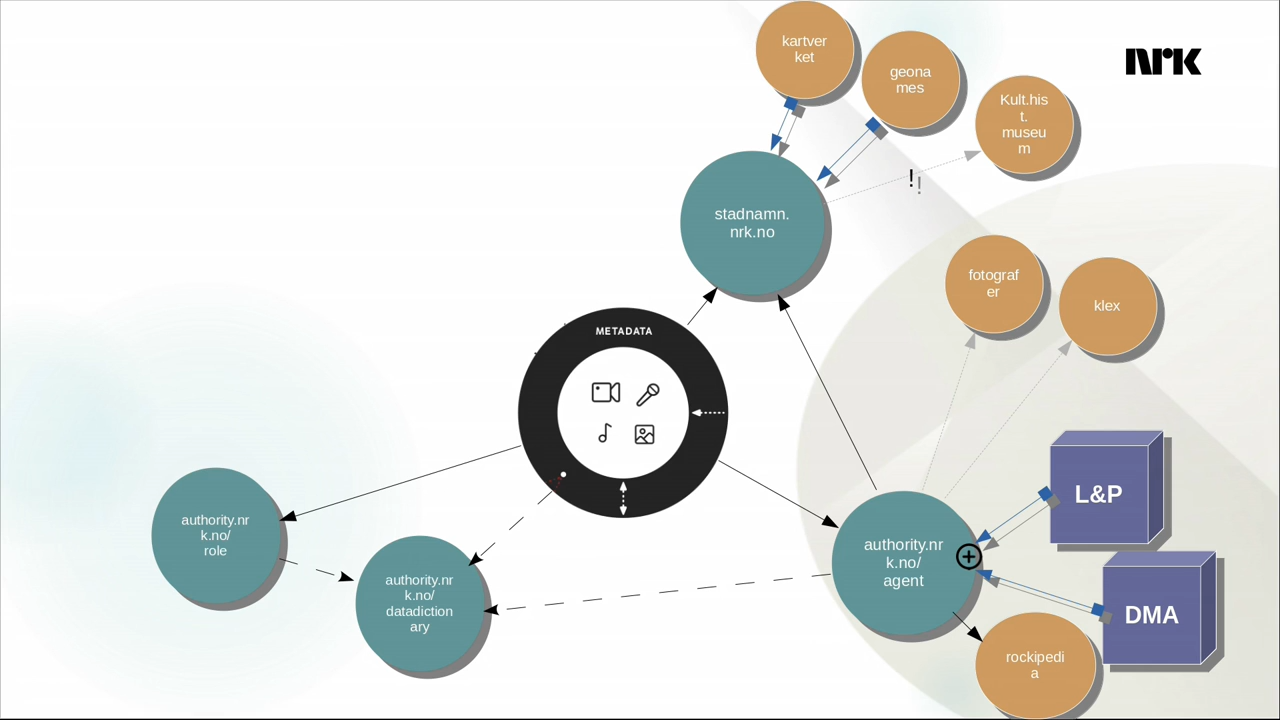 kartver
ket
geona
mes
nrk
Kult.his
t.
museu
m
!
stadnamn.
nrk.no
fotograf
er
klex
METADATA
L&P
authority.nr
k.no/
role
authority.nr
k.no/
agent
authority.nr
k.no/
datadiction
ary
DMA
rockipedi
a